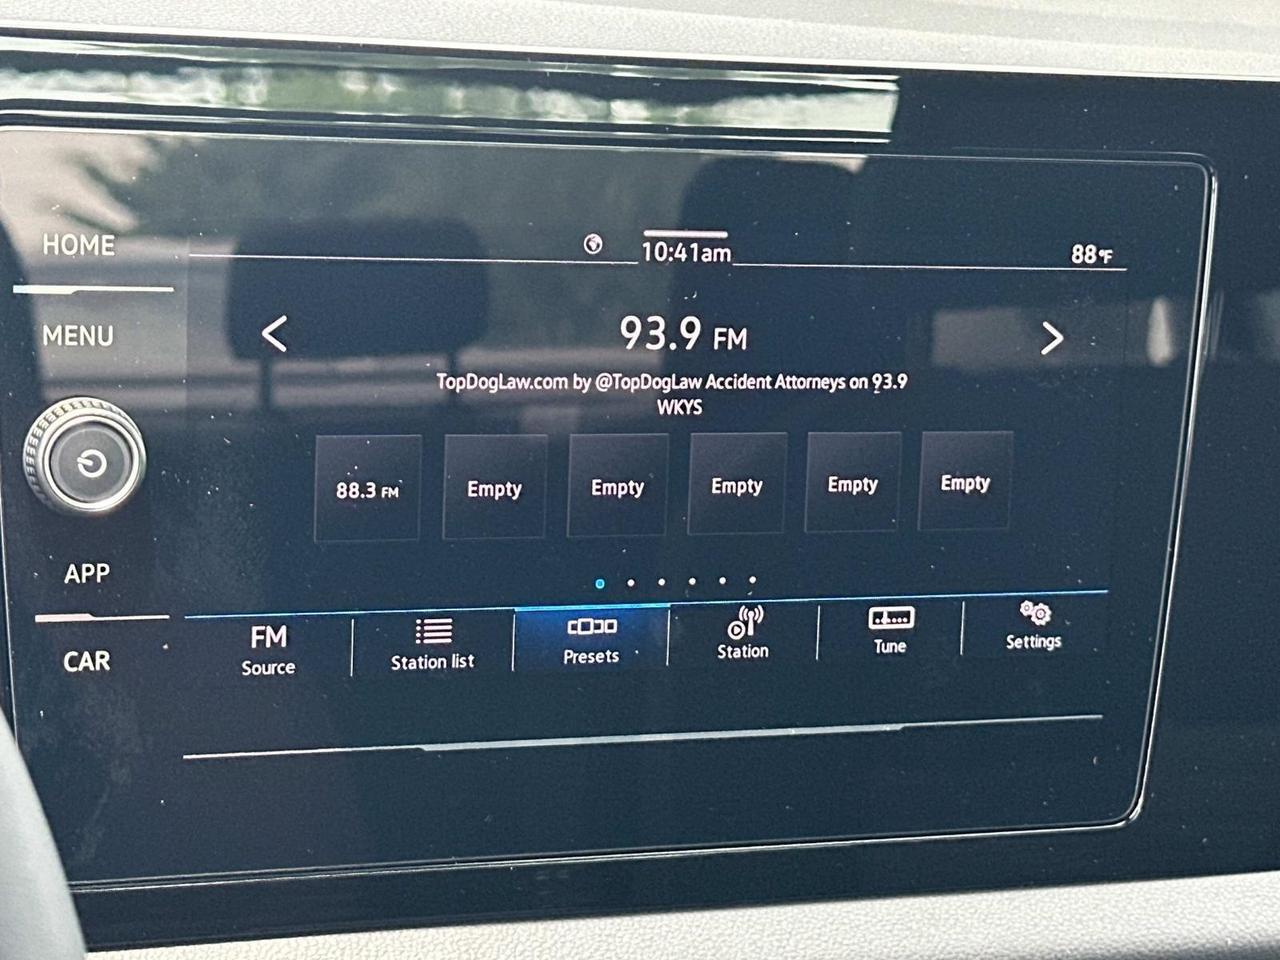 HOME
10:41am
88°F
MENU
93.9 FM
TopDogLaw.com by @TopDogLaw Accident Attorneys on 93.9
WKYS
88.3 FM
Empty
Empty
Empty
Empty
Empty
APP
CAR
FM
Source
Station list
Presets
Station
Tune
Settings